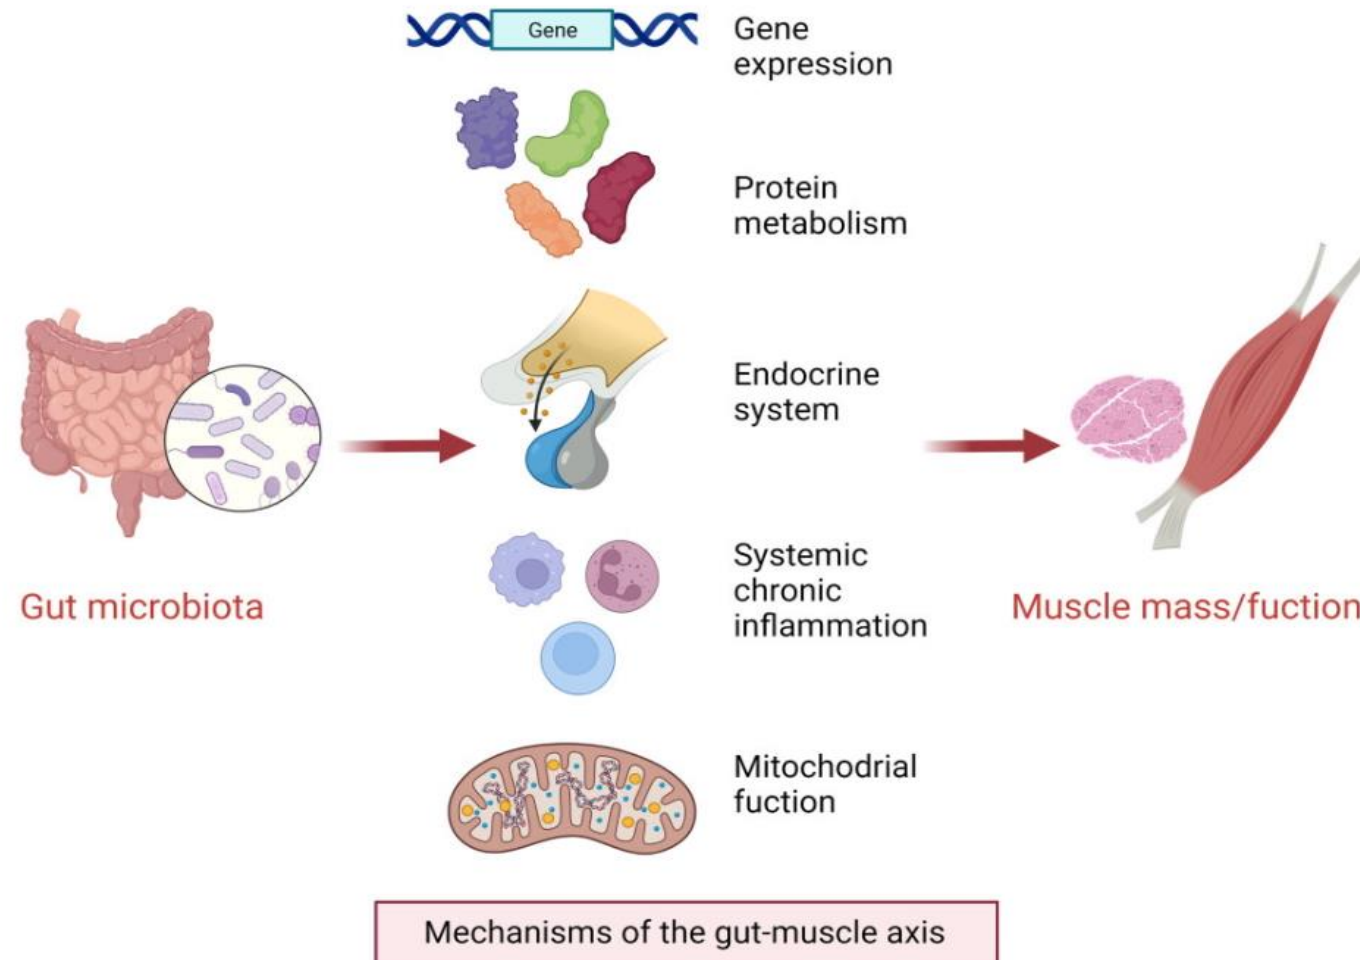 Gene
Gene
expression
Protein
metabolism
Endocrine
system
Systemic
chronic
inflammation
Gut microbiota
Muscle mass/fuction
Mitochodrial
fuction
Mechanisms of the gut-muscle axis